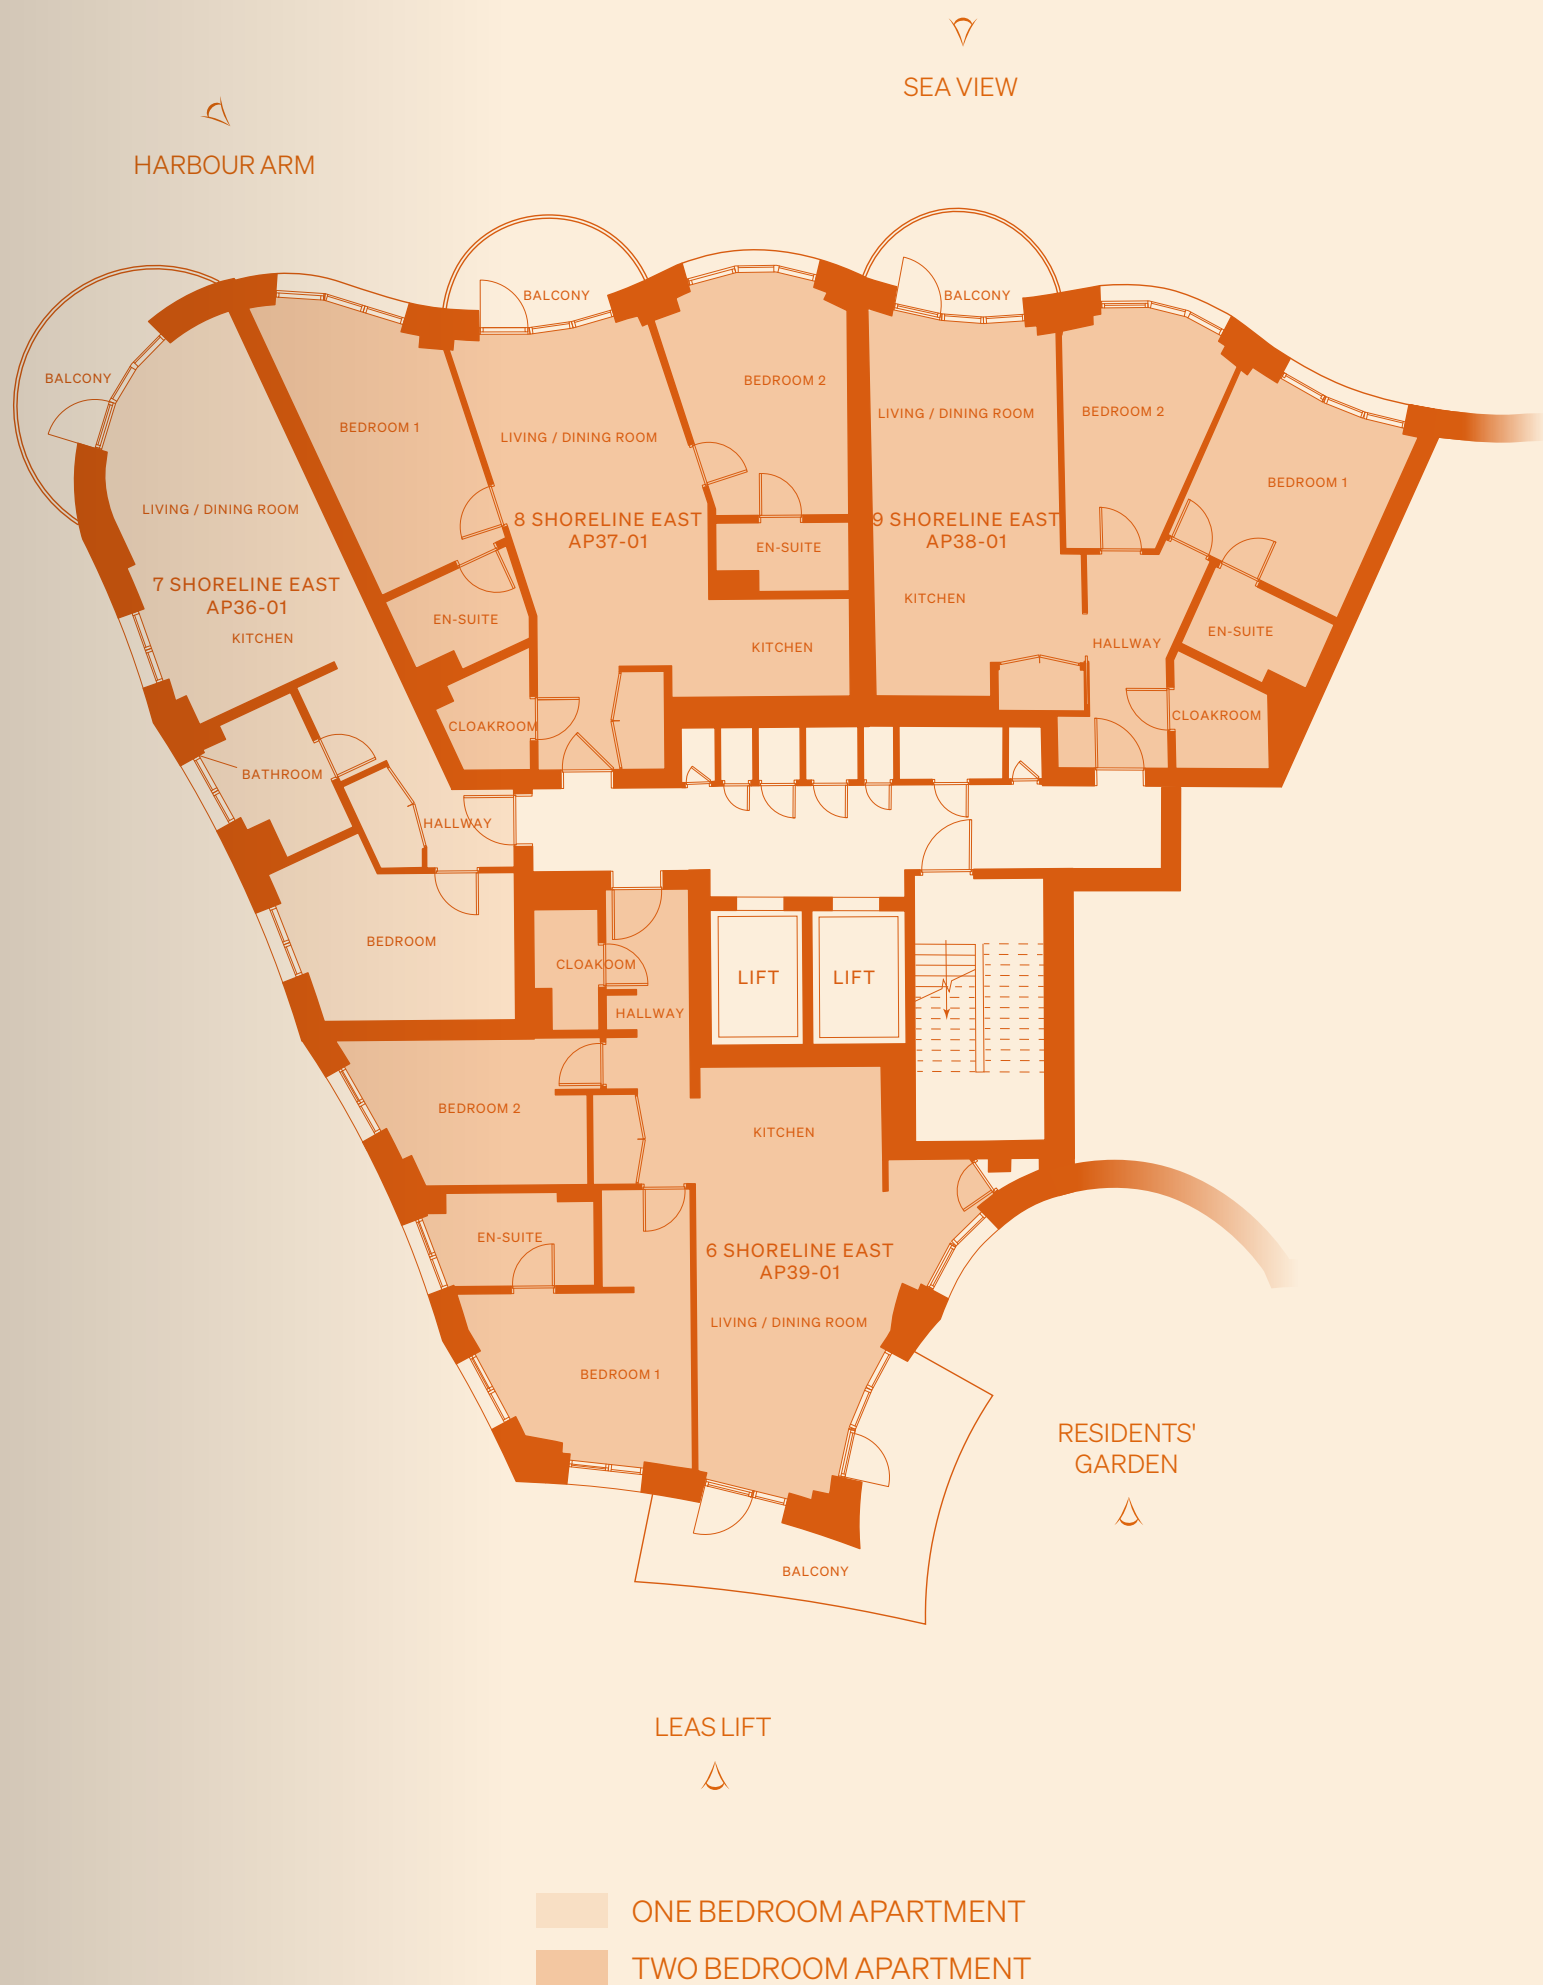 SEA VIEW
HARBOUR ARM
BALCONY
BALCONY
BALCONY
BEDROOM 1
LIVING / DINING ROOM
BEDROOM 2
LIVING / DINING ROOM
BEDROOM 2
BEDROOM 1
LIVING / DINING ROOM
8 SHORELINE EAST
AP37-01
9 SHORELINE EAST
AP38-01
EN-SUITE
7 SHORELINE EAST
AP36-01
KITCHEN
EN-SUITE
KITCHEN
KITCHEN
HALLWAY
EN-SUITE
CLOAKROOM
CLOAKROOM
BATHROOM
HALLWAY
BEDROOM
CLOAKOOM
HALLWAY
LIFT
LIFT
BEDROOM 2
KITCHEN
EN-SUITE
6 SHORELINE EAST
AP39-01
LIVING / DINING ROOM
BEDROOM 1
RESIDENTS'
GARDEN
BALCONY
LEAS LIFT
ONE BEDROOM APARTMENT
TWO BEDROOM APARTMENT